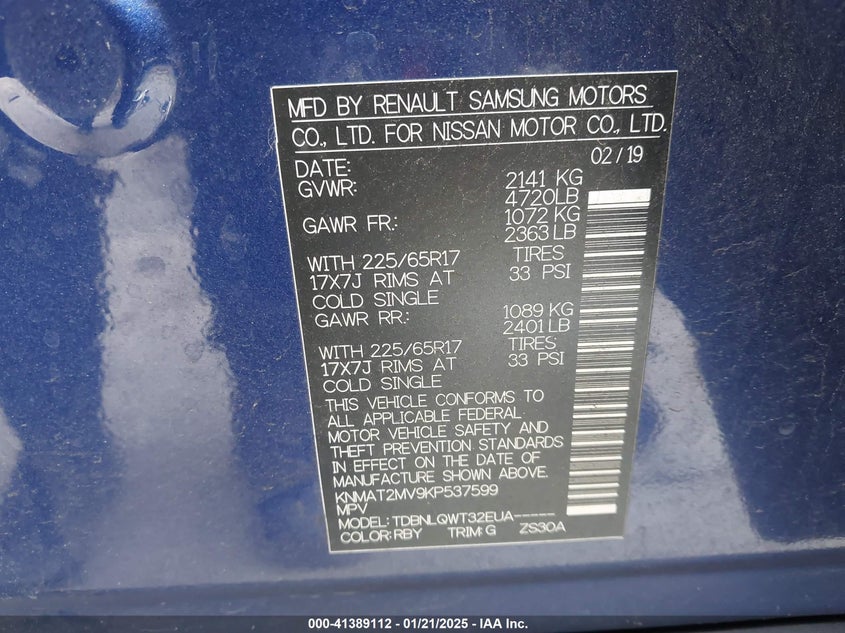 MFD BY RENAULT SAMSUNG MOTORS
CO., LTD. FOR NISSAN MOTOR CO., LTD.
DATE: 02/19
GVWR: 2141 KG
4720LB
GAWR FR.: 1072 KG
2363LB
WITH 225/65R17 TIRES
17X7J RIMS AT 33 PSI
COLD SINGLE
GAWR RR.: 1089 KG
2401LB
WITH 225/65R17 TIRES
17X7J RIMS AT 33 PSI
COLD SINGLE
THIS VEHICLE CONFORMS TO
ALL APPLICABLE FEDERAL
MOTOR VEHICLE SAFETY AND
THEFT PREVENTION STANDARDS
IN EFFECT ON THE DATE OF
MANUFACTURE SHOWN ABOVE.
KNMAT2MV9KP537599
MPV
MODEL: TDBNLQWT32EUA-----
COLOR: RBY TRIM: G ZS30A
000-41389112 / 01/21/2025 - IAA Inc.